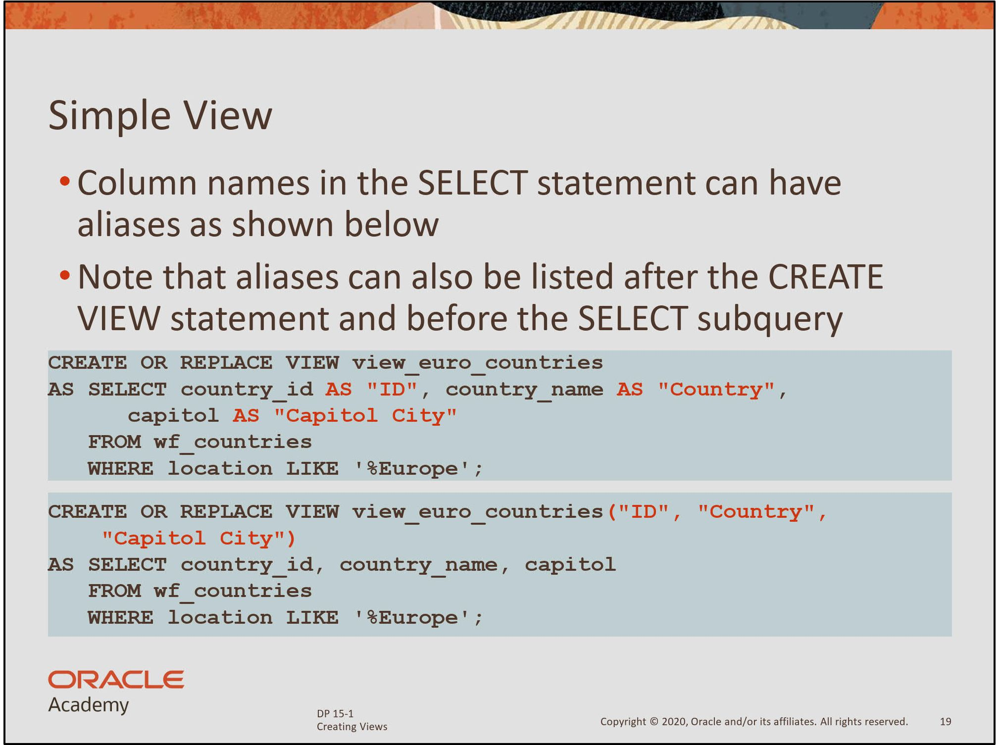 Simple View
• Column names in the SELECT statement can have
aliases as shown below
• Note that aliases can also be listed after the CREATE
VIEW statement and before the SELECT subquery
CREATE OR REPLACE VIEW view_euro_countries
AS SELECT country_id AS "ID", country_name AS "Country",
capitol AS "Capitol City"
FROM wf_countries
WHERE location LIKE '%Europe';
CREATE OR REPLACE VIEW view_euro_countries("ID", "Country",
"Capitol City")
AS SELECT country_id, country_name, capitol
FROM wf_countries
WHERE location LIKE '%Europe';
ORACLE
Academy
DP 15-1
Creating Views
Copyright © 2020, Oracle and/or its affiliates. All rights reserved. 19